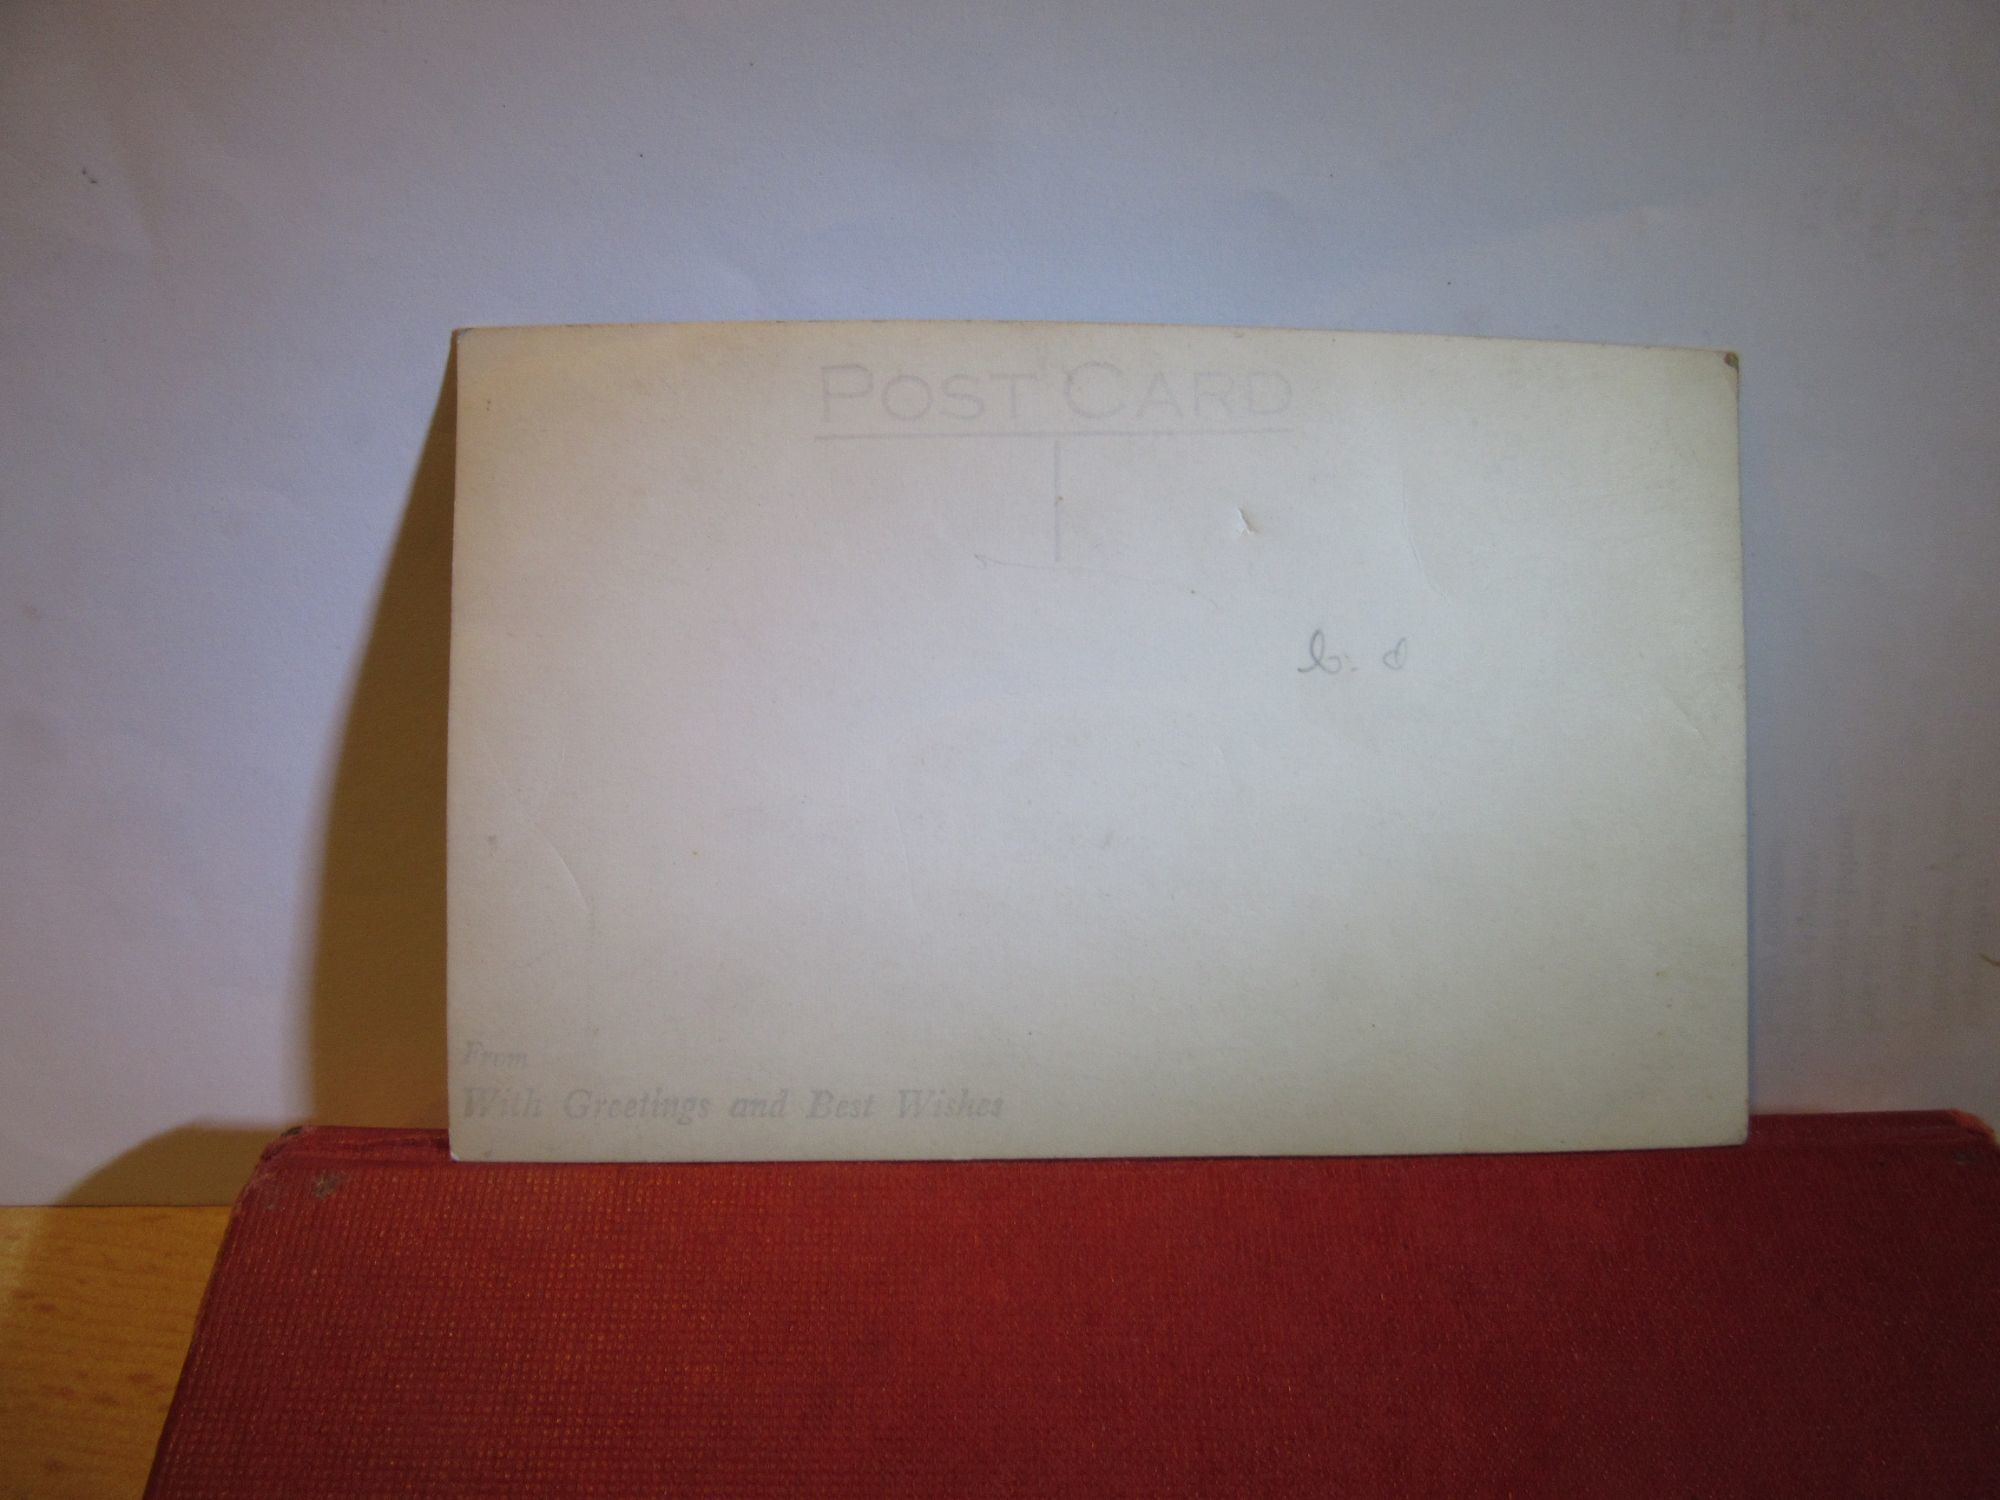 POST CARD
From
With Greetings and Best Wishes